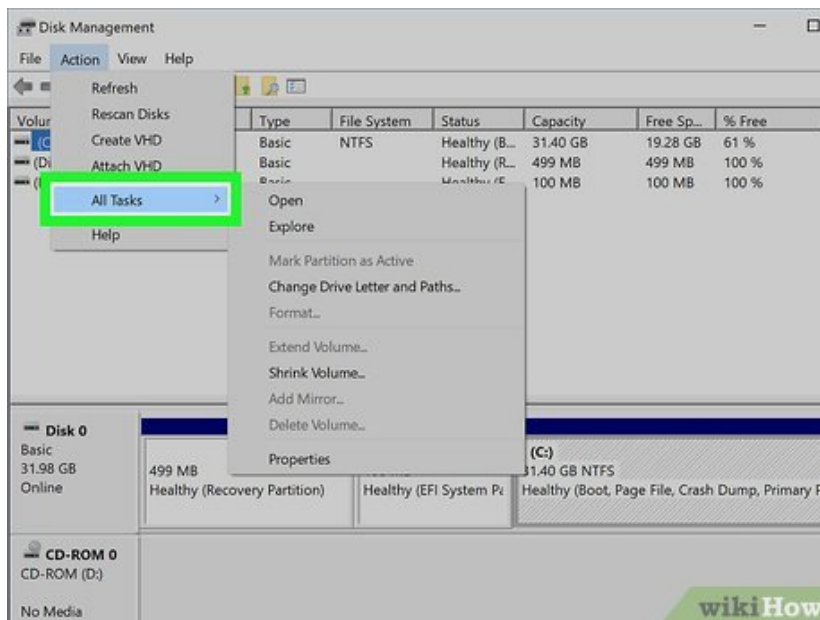 Disk Management
File Action View Help
Refresh
Rescan Disks
Create VHD
Attach VHD
All Tasks >
Help
Open
Explore
Mark Partition as Active
Change Drive Letter and Paths...
Format...
Extend Volume...
Shrink Volume...
Add Mirror...
Delete Volume...
Properties
Type File System Status Capacity Free Sp... % Free
Basic NTFS Healthy (B... 31.40 GB 19.28 GB 61 %
Basic Healthy (R... 499 MB 499 MB 100 %
Basic 100 MB 100 MB 100 %
Disk 0
Basic
31.98 GB
Online
499 MB
Healthy (Recovery Partition)
Healthy (EFI System Pa
(C:)
31.40 GB NTFS
Healthy (Boot, Page File, Crash Dump, Primary P
CD-ROM 0
CD-ROM (D:)
No Media
wikiHow